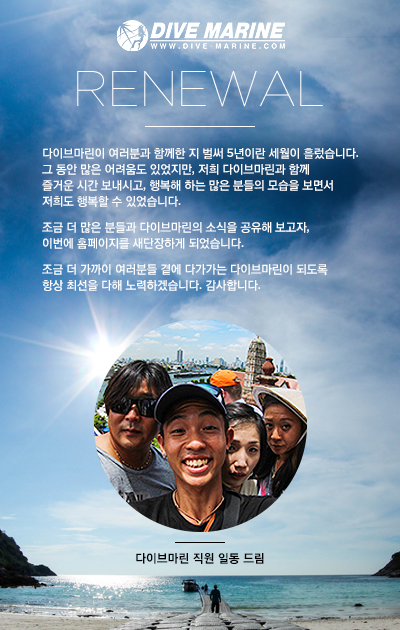 DIVE MARINE
WWW.DIVE-MARINE.COM
RENEWAL
다이브마린이 여러분과 함께한 지 벌써 5년이란 세월이 흘렀습니다.
그 동안 많은 어려움도 있었지만, 저희 다이브마린과 함께
즐거운 시간 보내시고, 행복해 하는 많은 분들의 모습을 보면서
저희도 행복할 수 있었습니다.
조금 더 많은 분들과 다이브마린의 소식을 공유해 보고자,
이번에 홈페이지를 새단장하게 되었습니다.
조금 더 가까이 여러분들 곁에 다가가는 다이브마린이 되도록
항상 최선을 다해 노력하겠습니다. 감사합니다.
다이브마린 직원 일동 드림